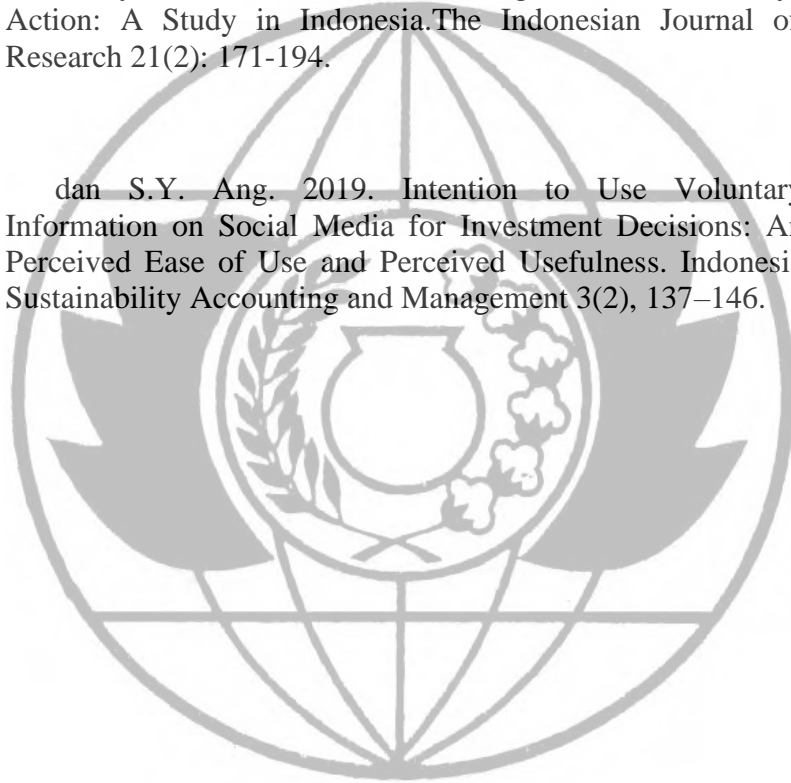 Action: A Study in Indonesia.The Indonesian Journal of
Research 21(2): 171-194.
dan S.Y. Ang. 2019. Intention to Use Voluntary
Information on Social Media for Investment Decisions:
Perceived Ease of Use and Perceived Usefulness.
Sustainability Accounting and Management 3(2), 137–146.